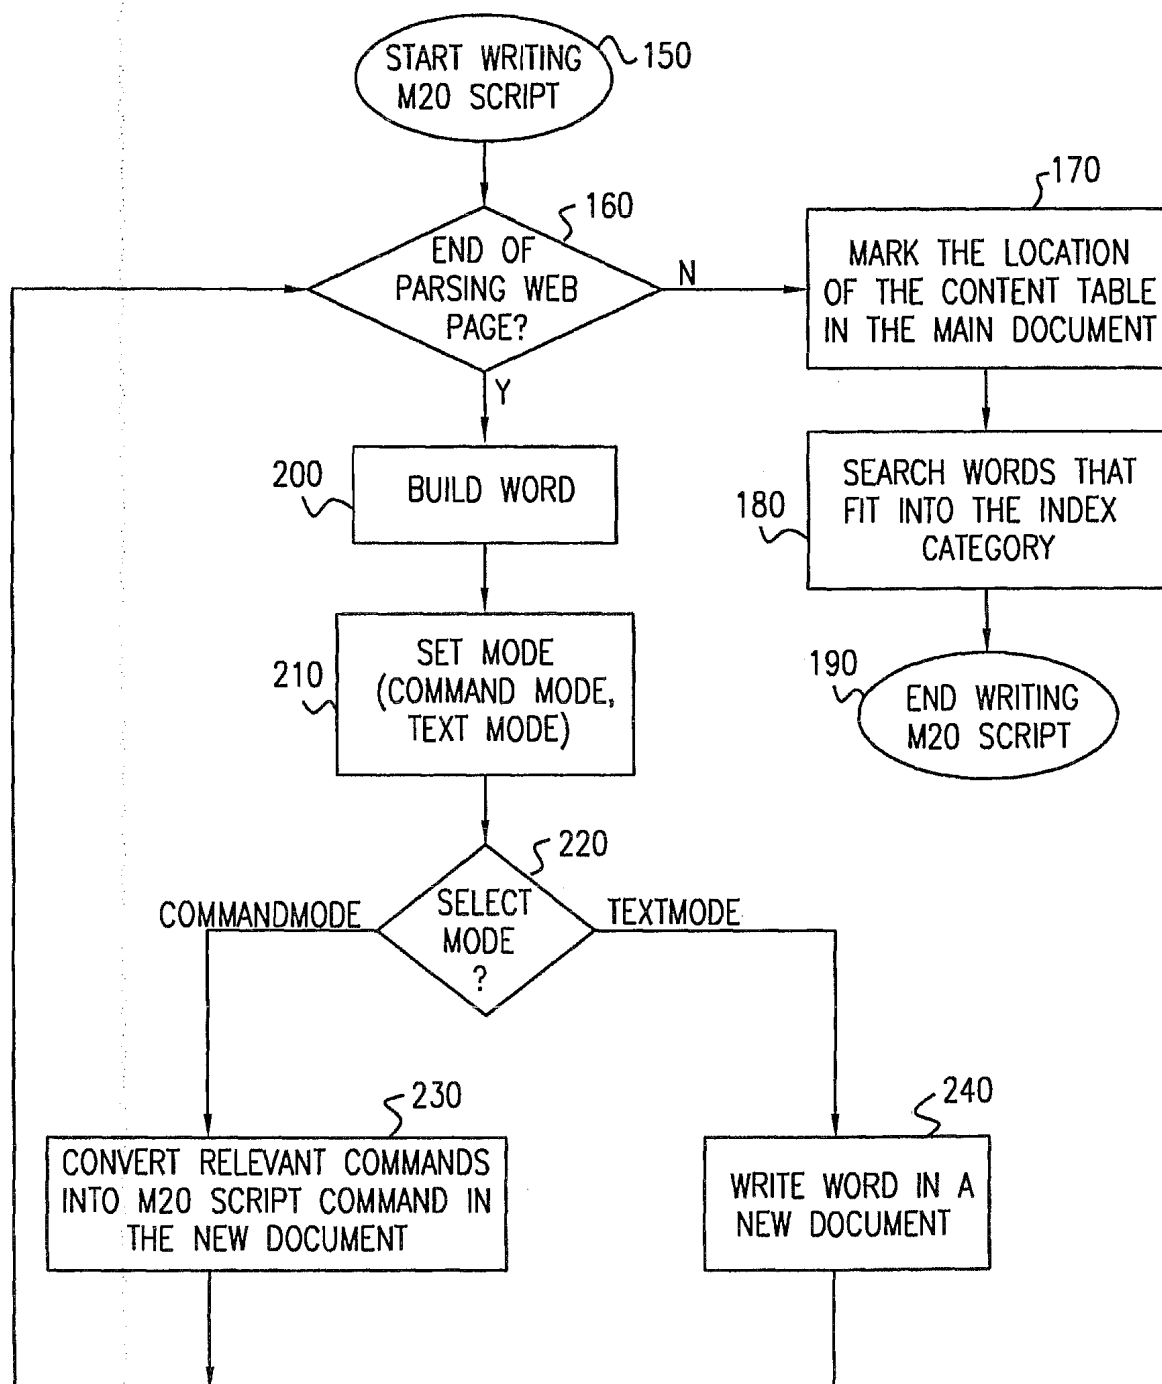 START WRITING
M20 SCRIPT
150
END OF
PARSING WEB
PAGE?
160
N
Y
170
MARK THE LOCATION
OF THE CONTENT TABLE
IN THE MAIN DOCUMENT
200
BUILD WORD
180
SEARCH WORDS THAT
FIT INTO THE INDEX
CATEGORY
210
SET MODE
(COMMAND MODE,
TEXT MODE)
190
END WRITING
M20 SCRIPT
220
SELECT
MODE
?
COMMANDMODE
TEXTMODE
230
CONVERT RELEVANT COMMANDS
INTO M20 SCRIPT COMMAND IN
THE NEW DOCUMENT
240
WRITE WORD IN A
NEW DOCUMENT